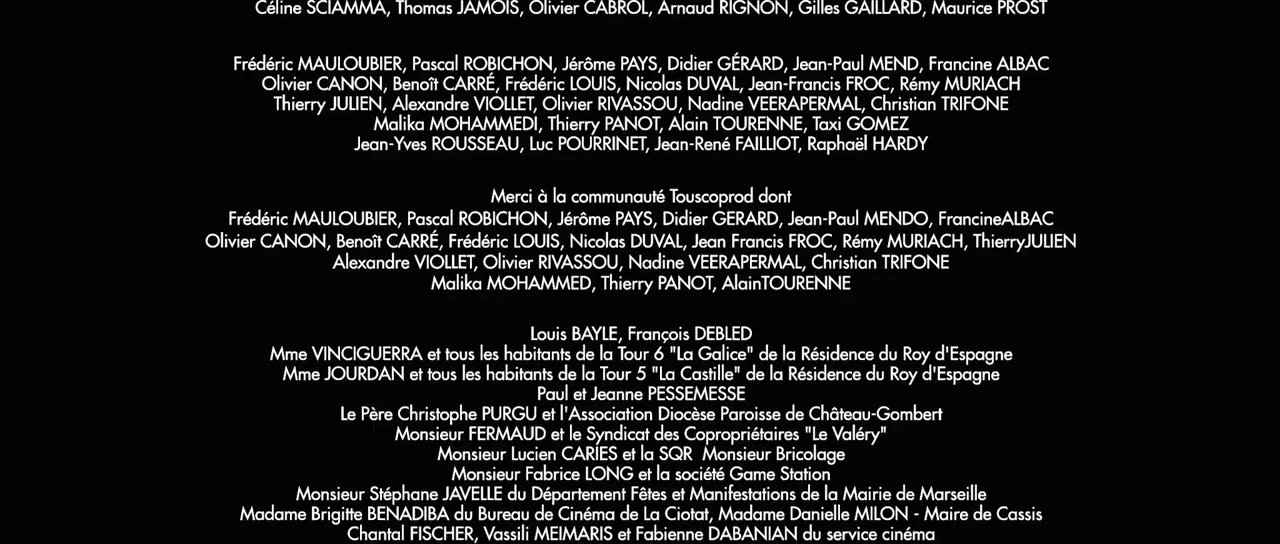 Céline SCIAMMA, Thomas JAMOIS, Olivier CABROL, Arnaud RIGNON, Gilles GAILLARD, Maurice PROST
Frédéric MAULOUBIER, Pascal ROBICHON, Jérôme PAYS, Didier GÉRARD, Jean-Paul MEND, Francine ALBAC
Olivier CANON, Benoît CARRÉ, Frédéric LOUIS, Nicolas DUVAL, Jean-Francis FROC, Rémy MURIACH
Thierry JULIEN, Alexandre VIOLLET, Olivier RIVASSOU, Nadine VEERAPERMAL, Christian TRIFONE
Malika MOHAMMEDI, Thierry PANOT, Alain TOURENNE, Taxi GOMEZ
Jean-Yves ROUSSEAU, Luc POURRINET, Jean-René FAILLIOT, Raphaël HARDY
Merci à la communauté Touscoprod dont
Frédéric MAULOUBIER, Pascal ROBICHON, Jérôme PAYS, Didier GERARD, Jean-Paul MENDO, FrancineALBAC
Olivier CANON, Benoît CARRÉ, Frédéric LOUIS, Nicolas DUVAL, Jean Francis FROC, Rémy MURIACH, ThierryJULIEN
Alexandre VIOLLET, Olivier RIVASSOU, Nadine VEERAPERMAL, Christian TRIFONE
Malika MOHAMMED, Thierry PANOT, AlainTOURENNE
Louis BAYLE, François DEBLED
Mme VINCIGUERRA et tous les habitants de la Tour 6 "La Galice" de la Résidence du Roy d'Espagne
Mme JOURDAN et tous les habitants de la Tour 5 "La Castille" de la Résidence du Roy d'Espagne
Paul et Jeanne PESSEMESSE
Le Père Christophe PURGU et l'Association Diocèse Paroisse de Château-Gombert
Monsieur FERMAUD et le Syndicat des Copropriétaires "Le Valéry"
Monsieur Lucien CARIES et la SQR  Monsieur Bricolage
Monsieur Fabrice LONG et la société Game Station
Monsieur Stéphane JAVELLE du Département Fêtes et Manifestations de la Mairie de Marseille
Madame Brigitte BENADIBA du Bureau de Cinéma de La Ciotat, Madame Danielle MILON - Maire de Cassis
Chantal FISCHER, Vassili MEIMARIS et Fabienne DABANIAN du service cinéma